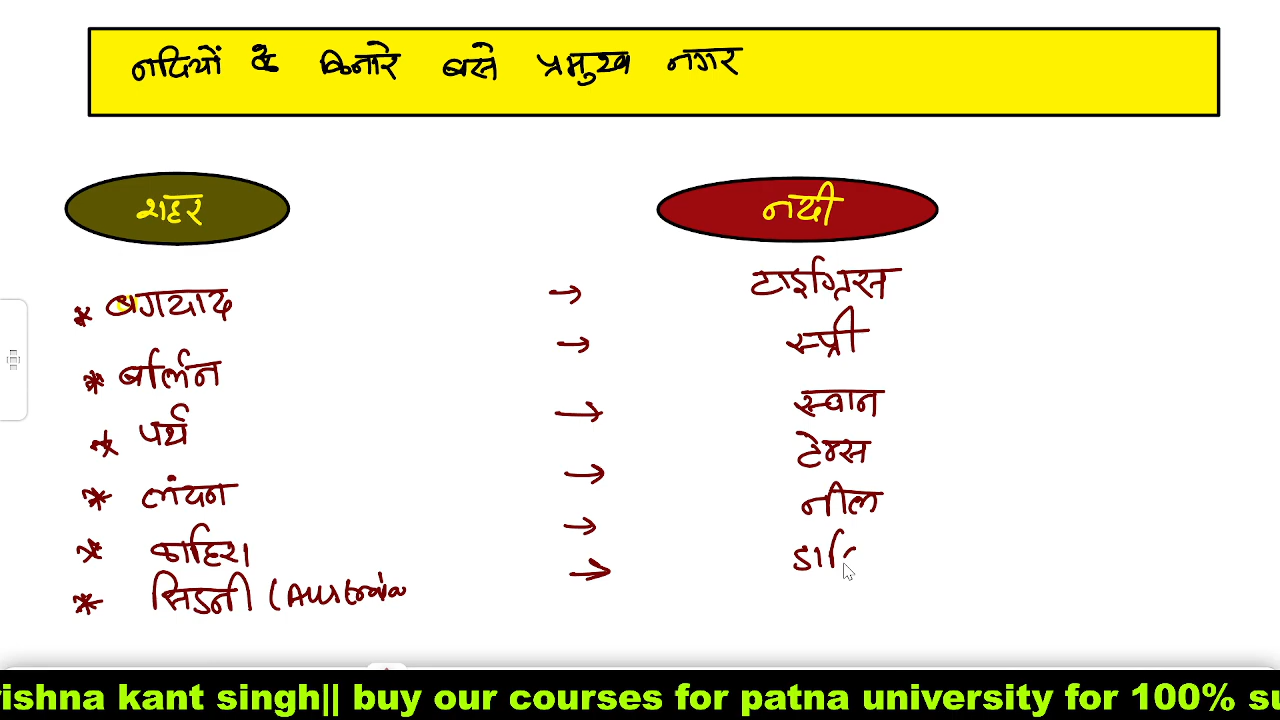 नदियों के किनारे बसे प्रमुख नगर
शहर नदी
* बगदाद → टाइग्रिस
* बर्लिन → स्प्री
* पर्थ → स्वान
* लंदन → टेम्स
* काहिरा → नील
* सिडनी (Australia →
rishna kant singh|| buy our courses for patna university for 100% su